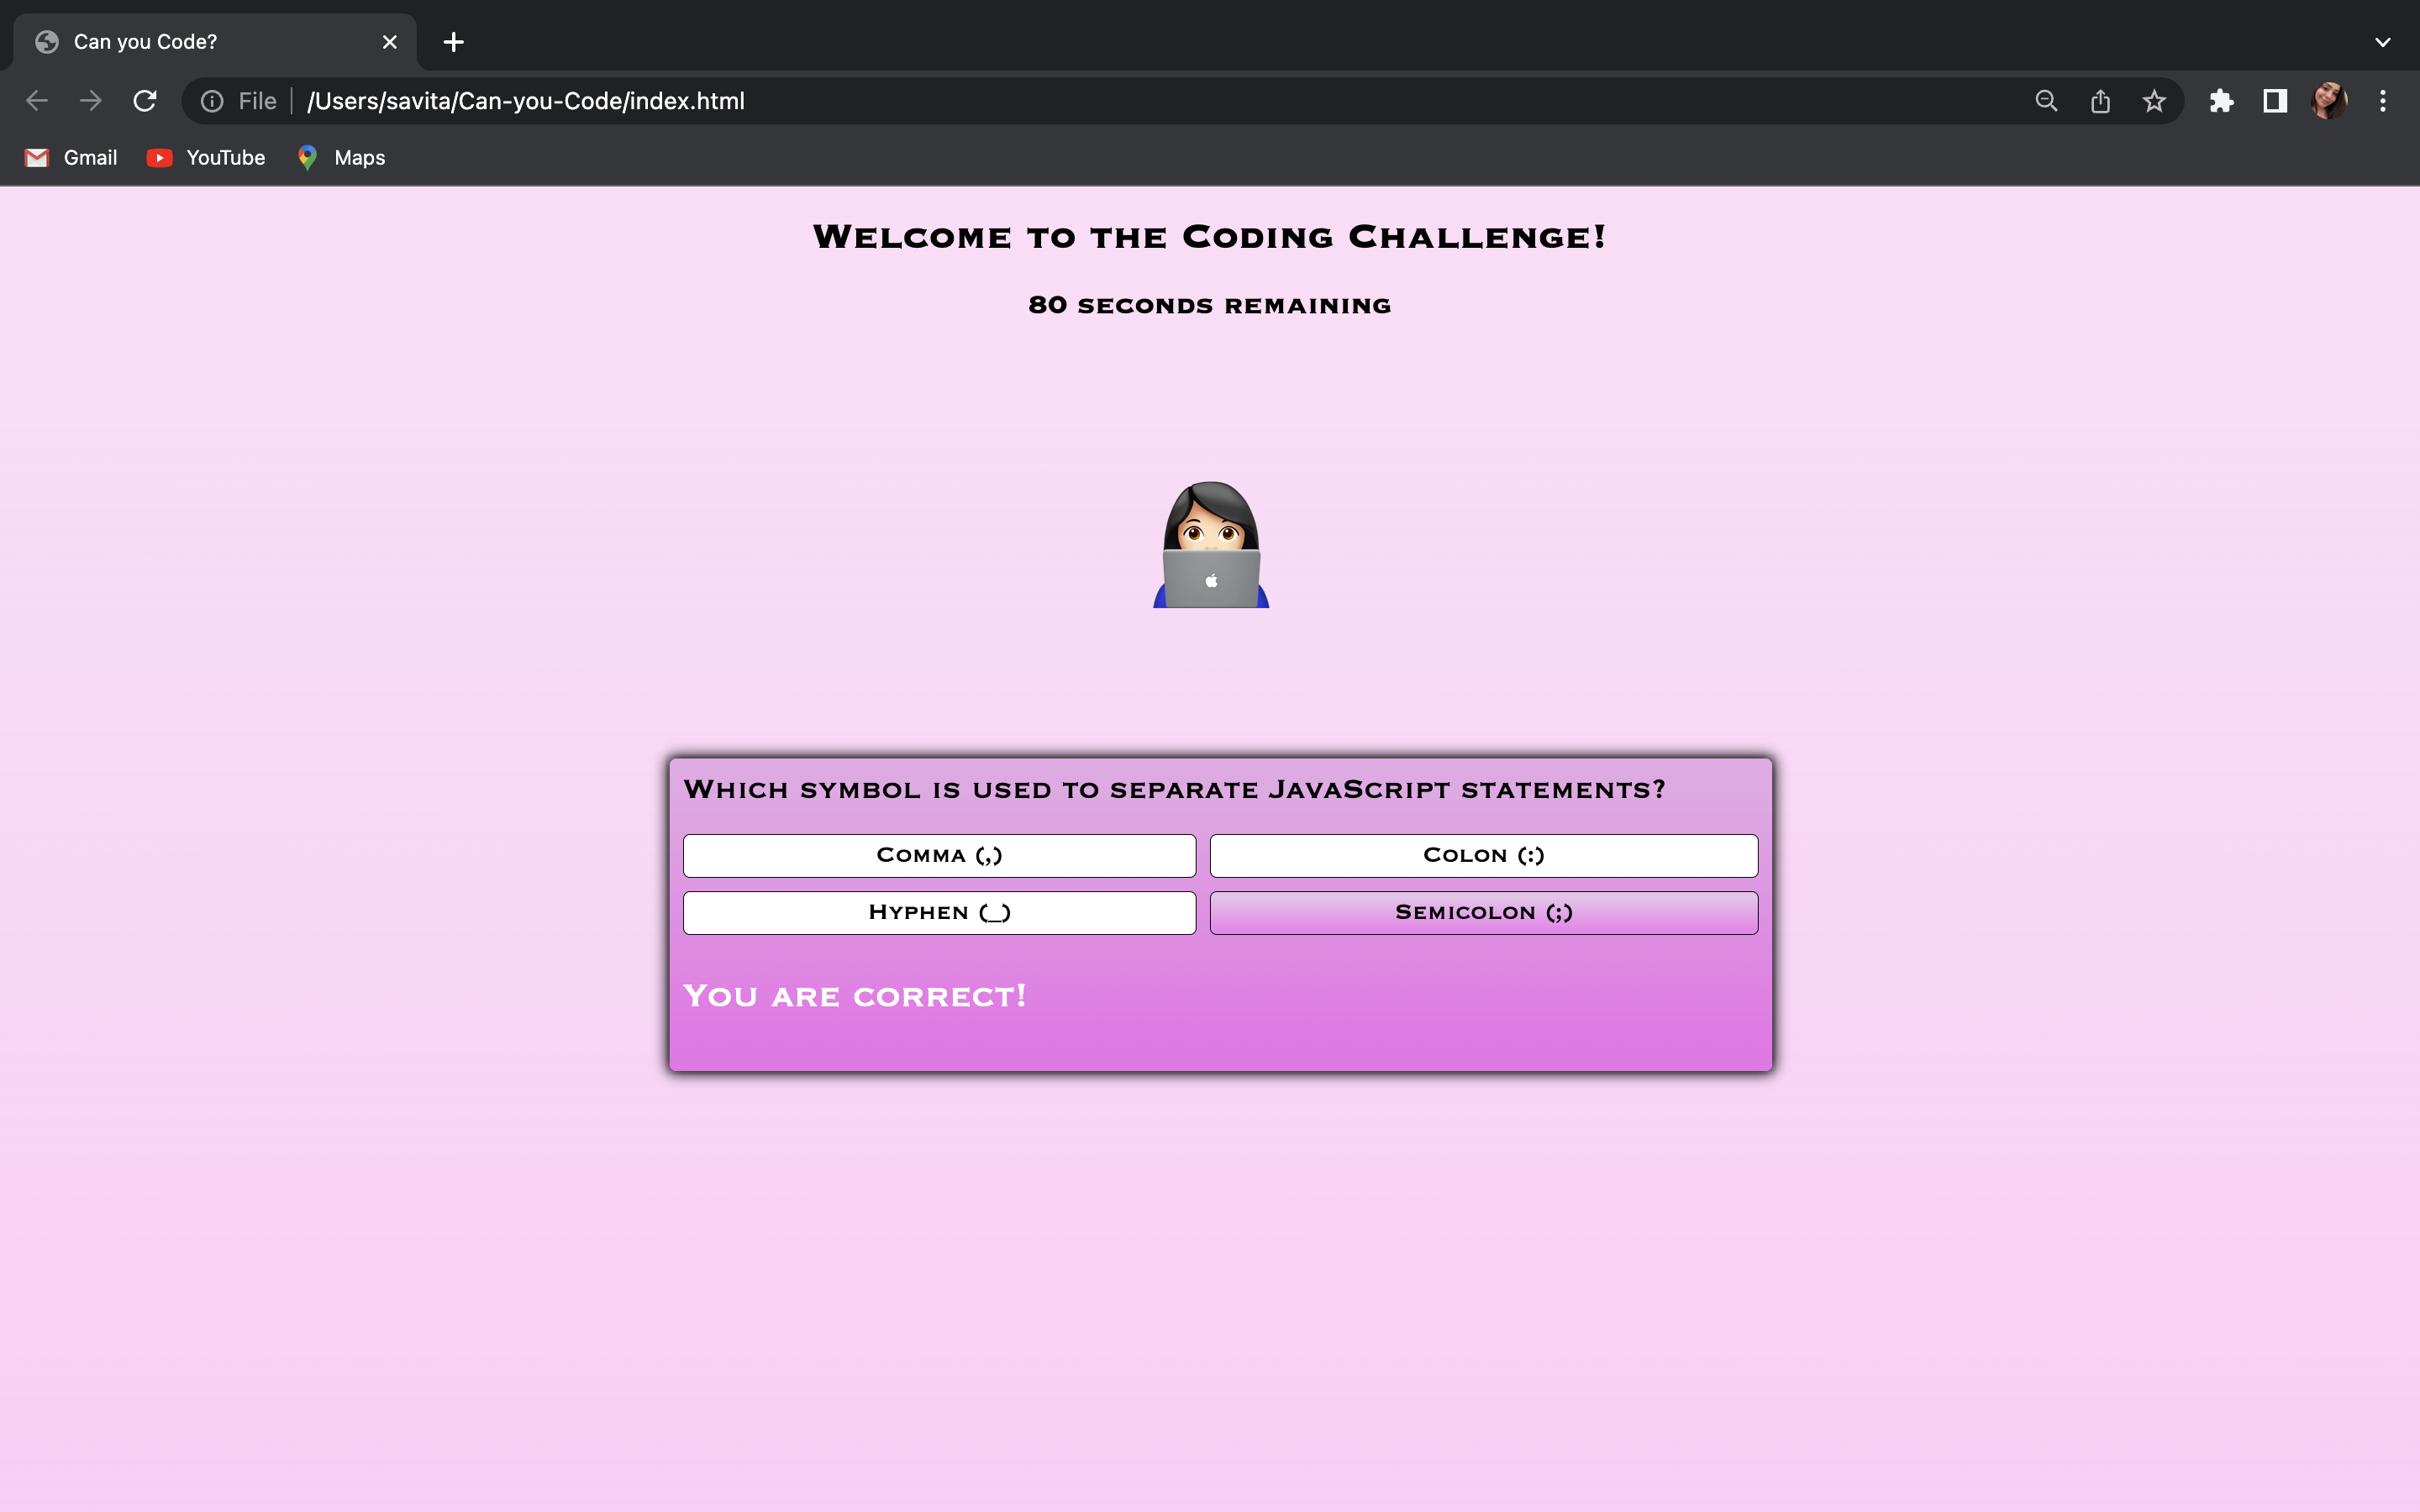 Can you Code?
File /Users/savita/Can-you-Code/index.html
Gmail YouTube Maps
Welcome to the Coding Challenge!
80 seconds remaining
Which symbol is used to separate JavaScript statements?
Comma (,) Colon (:)
Hyphen (_) Semicolon (;)
You are correct!